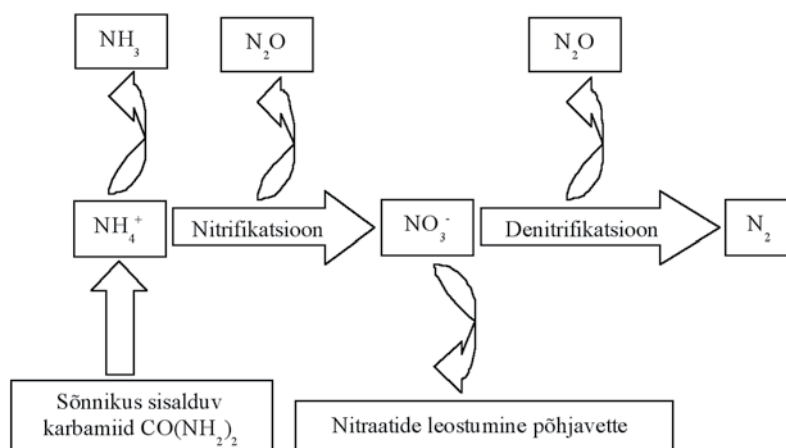 NH₃
N₂O
N₂O
NH₄⁺
Nitrifikatsioon
NO₃⁻
Denitrifikatsioon
N₂
Sõnnikus sisalduv
karbamiid CO(NH₂)₂
Nitraatide leostumine põhjavette